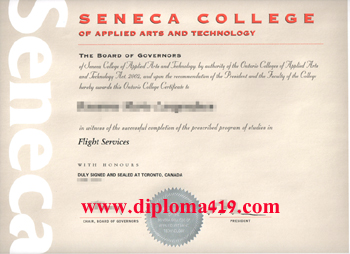 Seneca
SENECA COLLEGE
OF APPLIED ARTS AND TECHNOLOGY
THE BOARD OF GOVERNORS
of Seneca College of Applied Arts and Technology, by authority of the Ontario Colleges of Applied Arts
and Technology Act, 2002, and upon the recommendation of the President and the Faculty of the College
hereby awards this Ontario College Certificate to
in witness of the successful completion of the prescribed program of studies in
Flight Services
WITH HONOURS
DULY SIGNED AND SEALED AT TORONTO, CANADA
www.diploma419.com
CHAIR, BOARD OF GOVERNORS
PRESIDENT